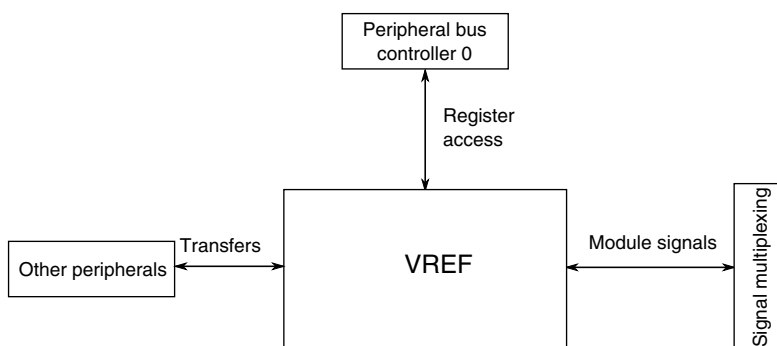 Peripheral bus
controller 0
Register
access
Transfers
Other peripherals
VREF
Module signals
Signal multiplexing